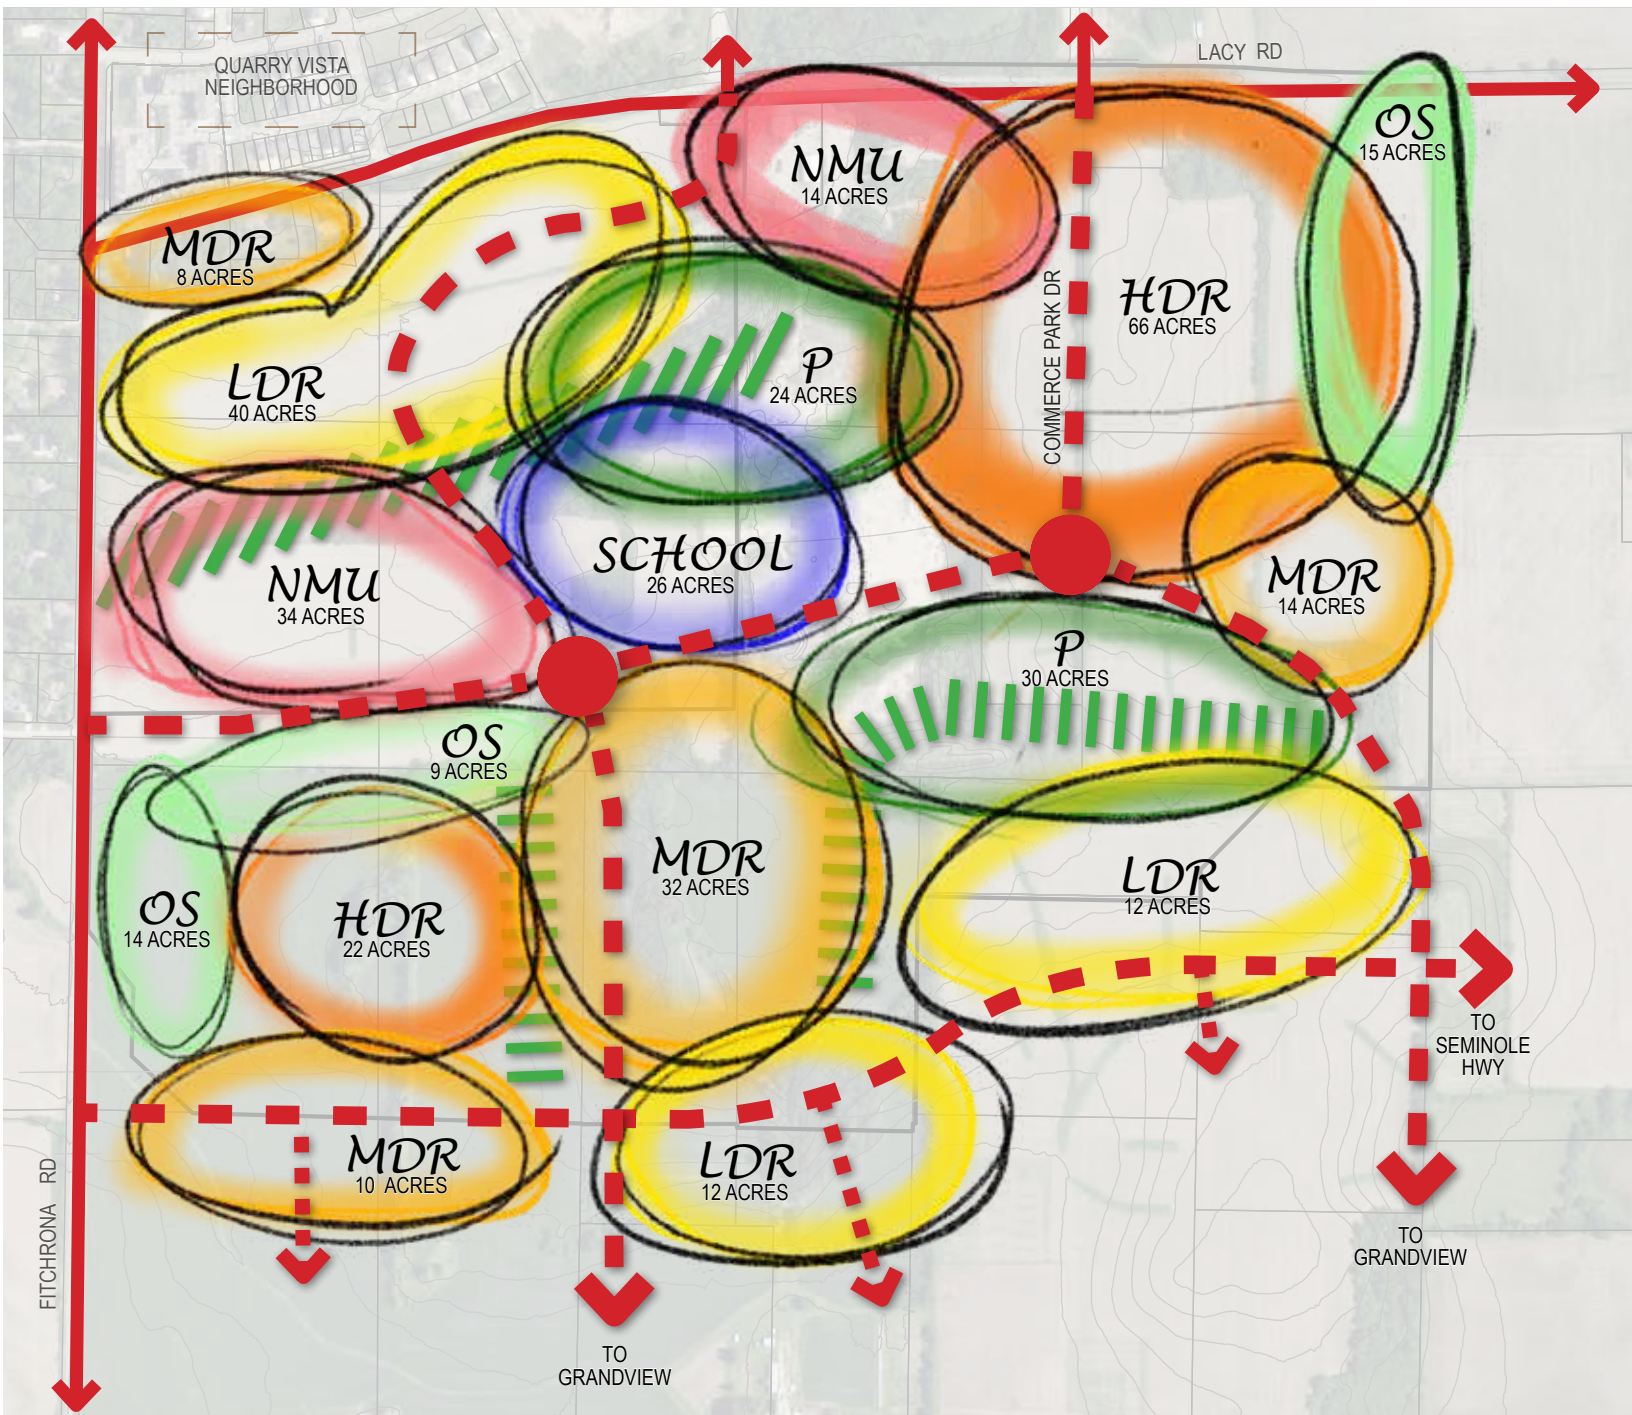 LACY RD
QUARRY VISTA
NEIGHBORHOOD
OS
15 ACRES
NMU
14 ACRES
MDR
8 ACRES
HDR
66 ACRES
COMMERCE PARK DR
P
24 ACRES
LDR
40 ACRES
SCHOOL
26 ACRES
NMU
34 ACRES
MDR
14 ACRES
P
30 ACRES
OS
9 ACRES
MDR
32 ACRES
LDR
12 ACRES
OS
14 ACRES
HDR
22 ACRES
TO
SEMINOLE
HWY
MDR
10 ACRES
LDR
12 ACRES
FITCHRONA RD
TO
GRANDVIEW
TO
GRANDVIEW